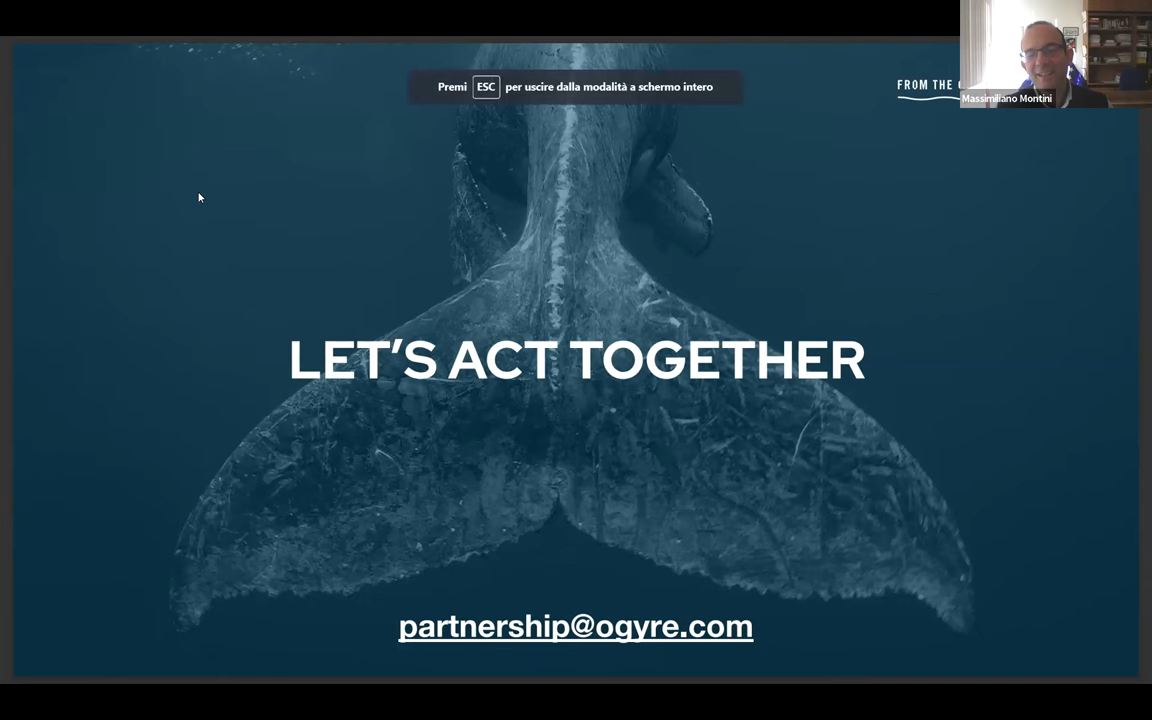 Premi ESC per uscire dalla modalità a schermo intero
FROM THE
Massimiliano Montini
LET'S ACT TOGETHER
partnership@ogyre.com